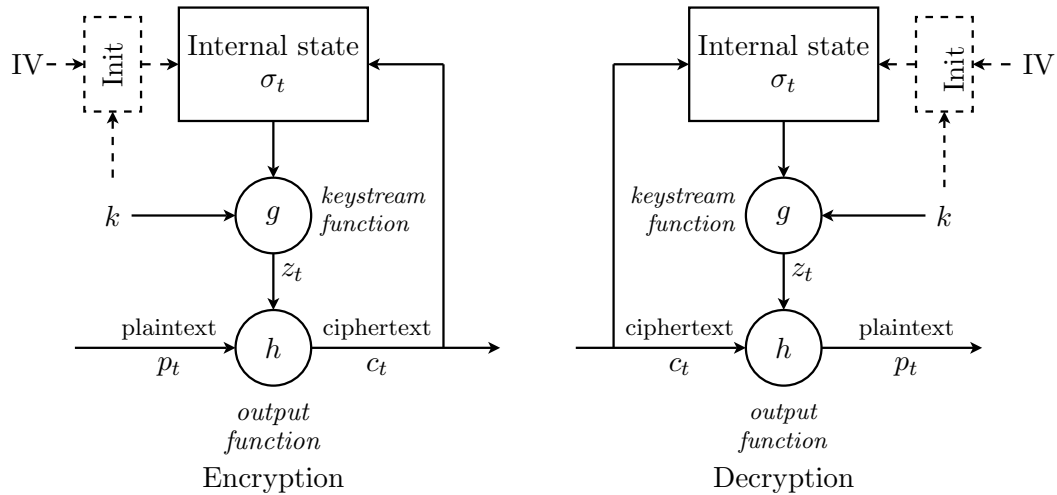 IV
Init
Internal state
σ_t
k
g
keystream
function
z_t
plaintext
p_t
h
ciphertext
c_t
output
function
Encryption
Internal state
σ_t
Init
IV
keystream
function
g
k
z_t
ciphertext
c_t
h
plaintext
p_t
output
function
Decryption